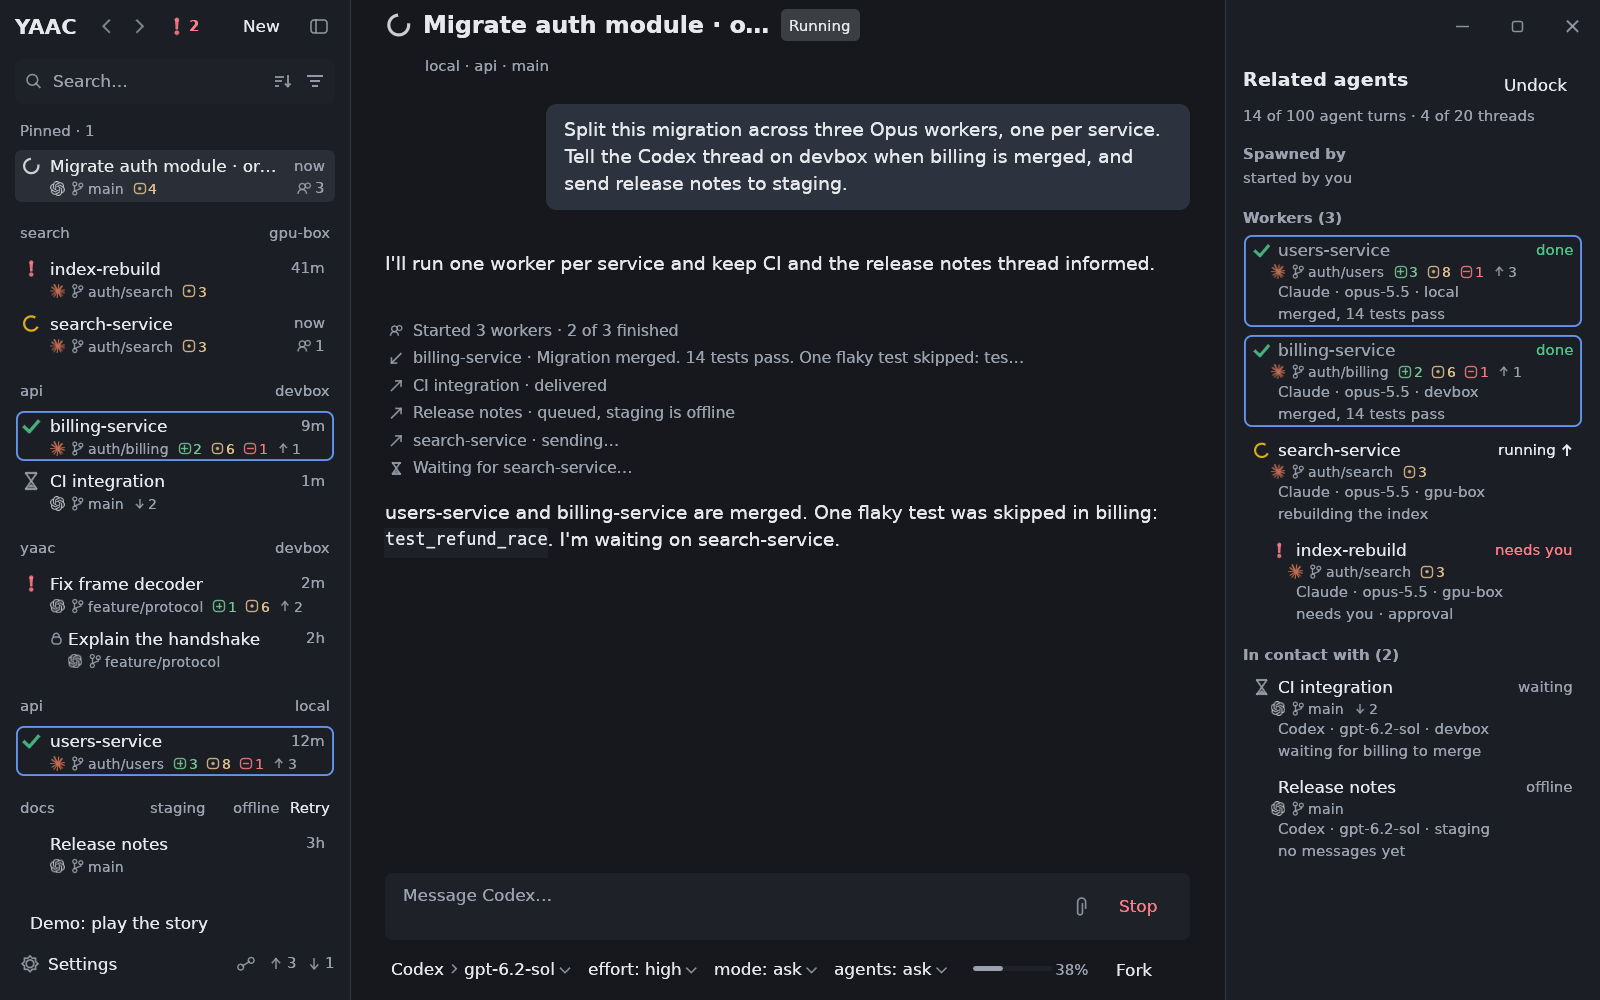 YAAC
2
New
Search...
Pinned · 1
Migrate auth module · or... now
main 4 3
search gpu-box
index-rebuild 41m
auth/search 3
search-service now
auth/search 3 1
api devbox
billing-service 9m
auth/billing 2 6 1 ↑1
CI integration 1m
main ↓2
yaac devbox
Fix frame decoder 2m
feature/protocol 1 6 ↑2
Explain the handshake 2h
feature/protocol
api local
users-service 12m
auth/users 3 8 1 ↑3
docs staging offline Retry
Release notes 3h
main
Demo: play the story
Settings ↑3 ↓1
Migrate auth module · o... Running
local · api · main
Split this migration across three Opus workers, one per service.
Tell the Codex thread on devbox when billing is merged, and
send release notes to staging.
I'll run one worker per service and keep CI and the release notes thread informed.
Started 3 workers · 2 of 3 finished
billing-service · Migration merged. 14 tests pass. One flaky test skipped: tes...
CI integration · delivered
Release notes · queued, staging is offline
search-service · sending...
Waiting for search-service...
users-service and billing-service are merged. One flaky test was skipped in billing:
test_refund_race. I'm waiting on search-service.
Message Codex...
Stop
Codex > gpt-6.2-sol effort: high mode: ask agents: ask 38% Fork
Related agents
Undock
14 of 100 agent turns · 4 of 20 threads
Spawned by
started by you
Workers (3)
users-service done
auth/users 3 8 1 ↑3
Claude · opus-5.5 · local
merged, 14 tests pass
billing-service done
auth/billing 2 6 1 ↑1
Claude · opus-5.5 · devbox
merged, 14 tests pass
search-service running ↑
auth/search 3
Claude · opus-5.5 · gpu-box
rebuilding the index
index-rebuild needs you
auth/search 3
Claude · opus-5.5 · gpu-box
needs you · approval
In contact with (2)
CI integration waiting
main ↓2
Codex · gpt-6.2-sol · devbox
waiting for billing to merge
Release notes offline
main
Codex · gpt-6.2-sol · staging
no messages yet